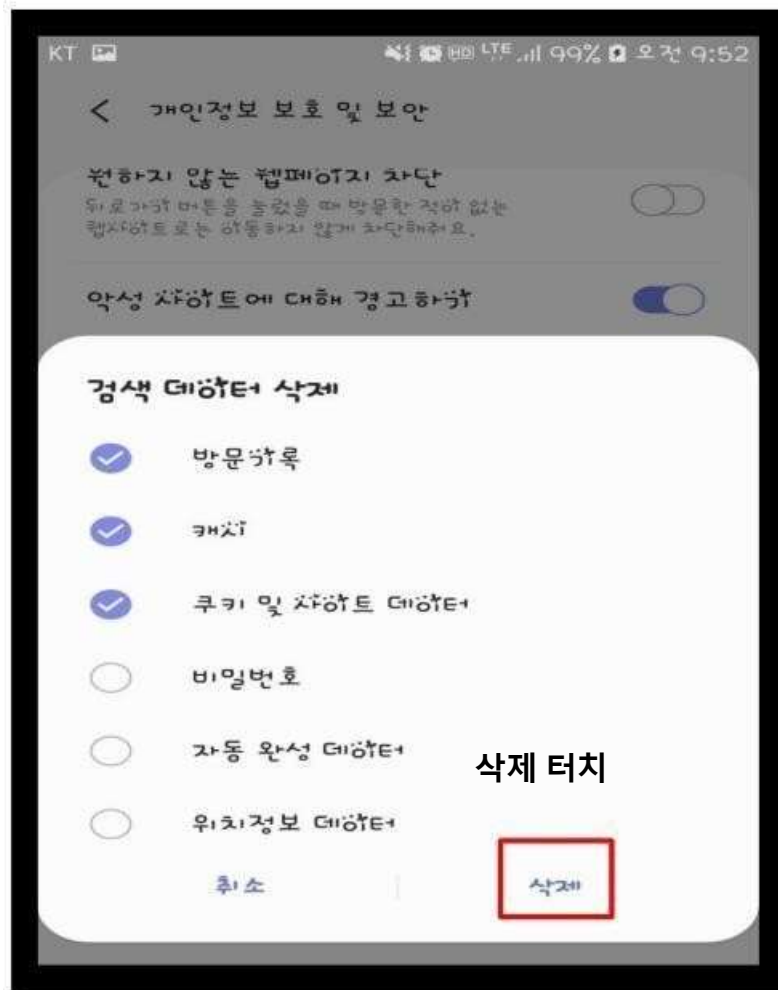 KT HD LTE 99% 오전 9:52
개인정보 보호 및 보안
원하지 않는 웹페이지 차단
뒤로가기 버튼을 눌렀을 때 방문한 적이 없는
웹사이트로는 이동하지 않게 차단해줘요.
악성 사이트에 대해 경고하기
검색 데이터 삭제
방문기록
캐시
쿠키 및 사이트 데이터
비밀번호
자동 완성 데이터
삭제 터치
위치정보 데이터
취소 삭제